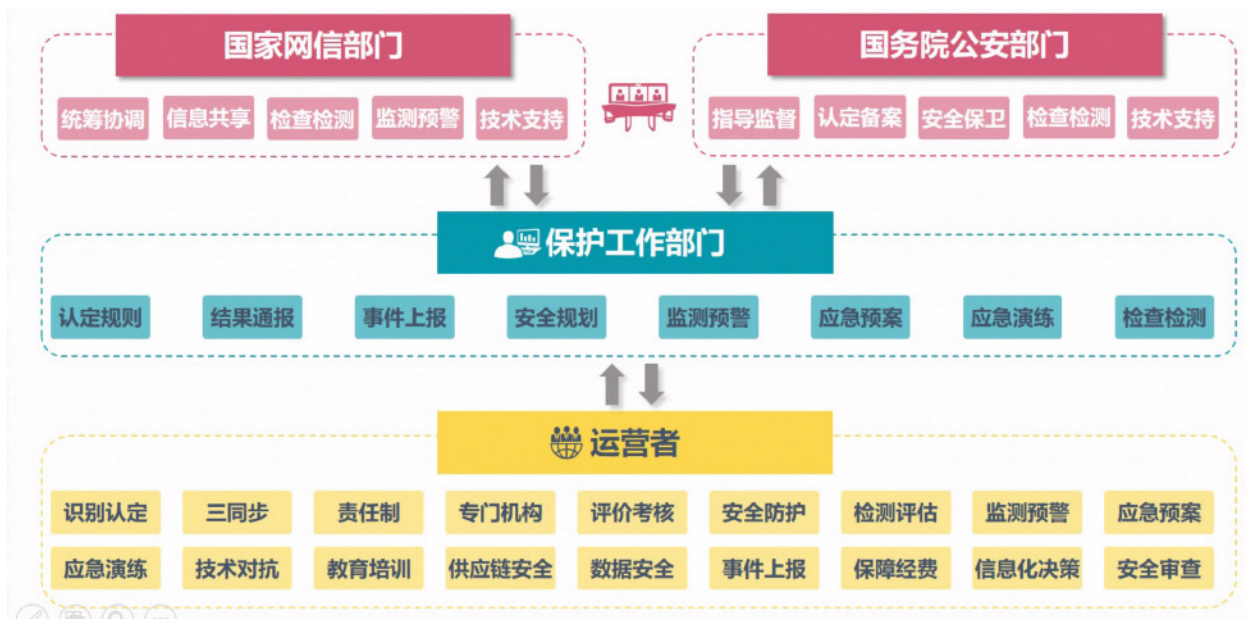 国家网信部门
国务院公安部门
统筹协调 信息共享 检查检测 监测预警 技术支持
指导监督 认定备案 安全保卫 检查检测 技术支持
保护工作部门
认定规则 结果通报 事件上报 安全规划 监测预警 应急预案 应急演练 检查检测
运营者
识别认定 三同步 责任制 专门机构 评价考核 安全防护 检测评估 监测预警 应急预案
应急演练 技术对抗 教育培训 供应链安全 数据安全 事件上报 保障经费 信息化决策 安全审查